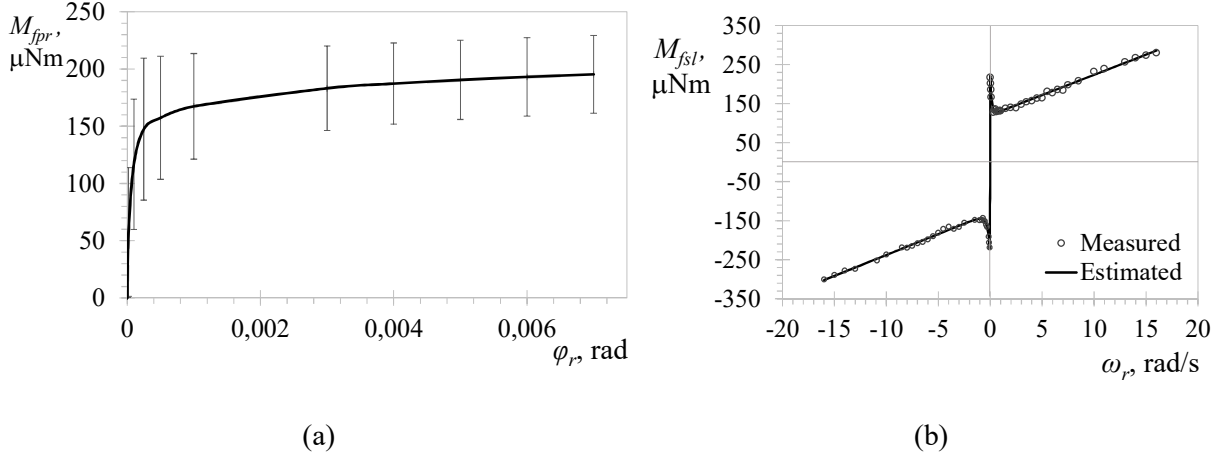 M_fpr,
μNm
250
200
150
100
50
0
0
0,002
0,004
0,006
φ_r, rad
(a)
M_fsl,
μNm
350
250
150
50
-50
-150
-250
-350
Measured
Estimated
-20
-15
-10
-5
0
5
10
15
20
ω_r, rad/s
(b)